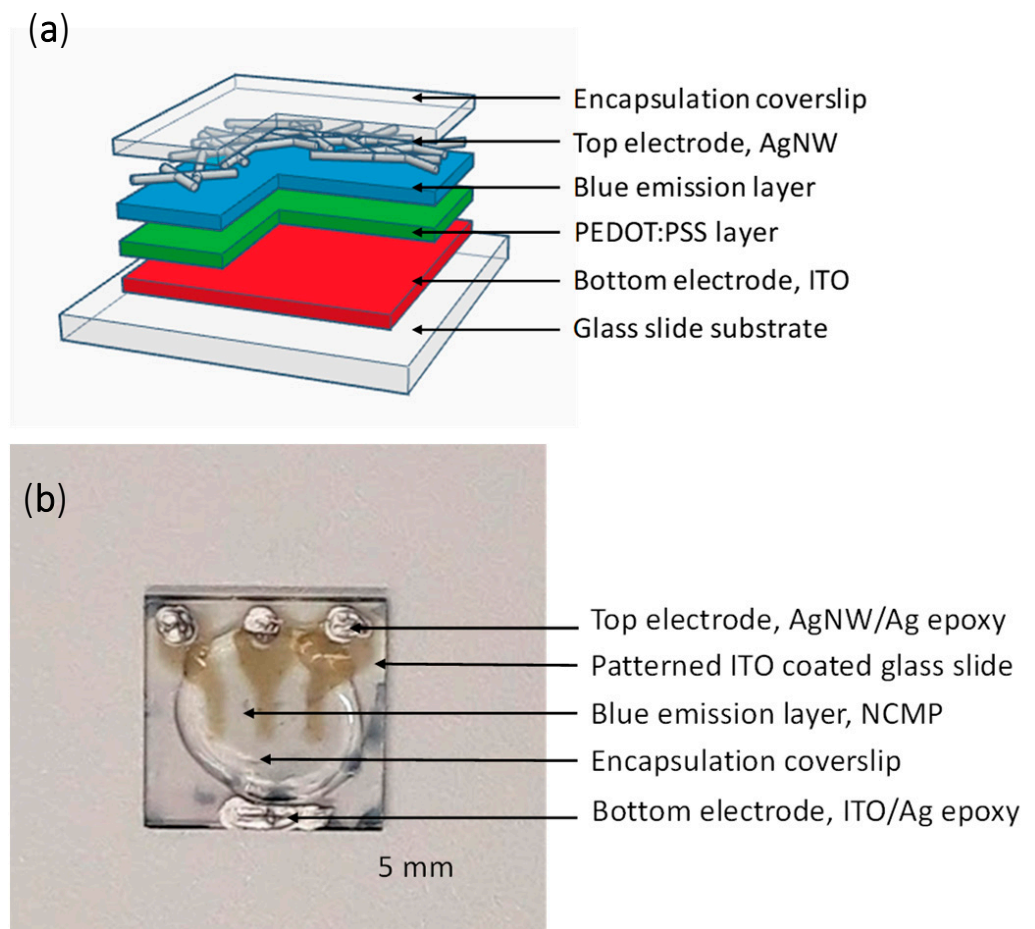 (a)
Encapsulation coverslip
Top electrode, AgNW
Blue emission layer
PEDOT:PSS layer
Bottom electrode, ITO
Glass slide substrate
(b)
Top electrode, AgNW/Ag epoxy
Patterned ITO coated glass slide
Blue emission layer, NCMP
Encapsulation coverslip
Bottom electrode, ITO/Ag epoxy
5 mm